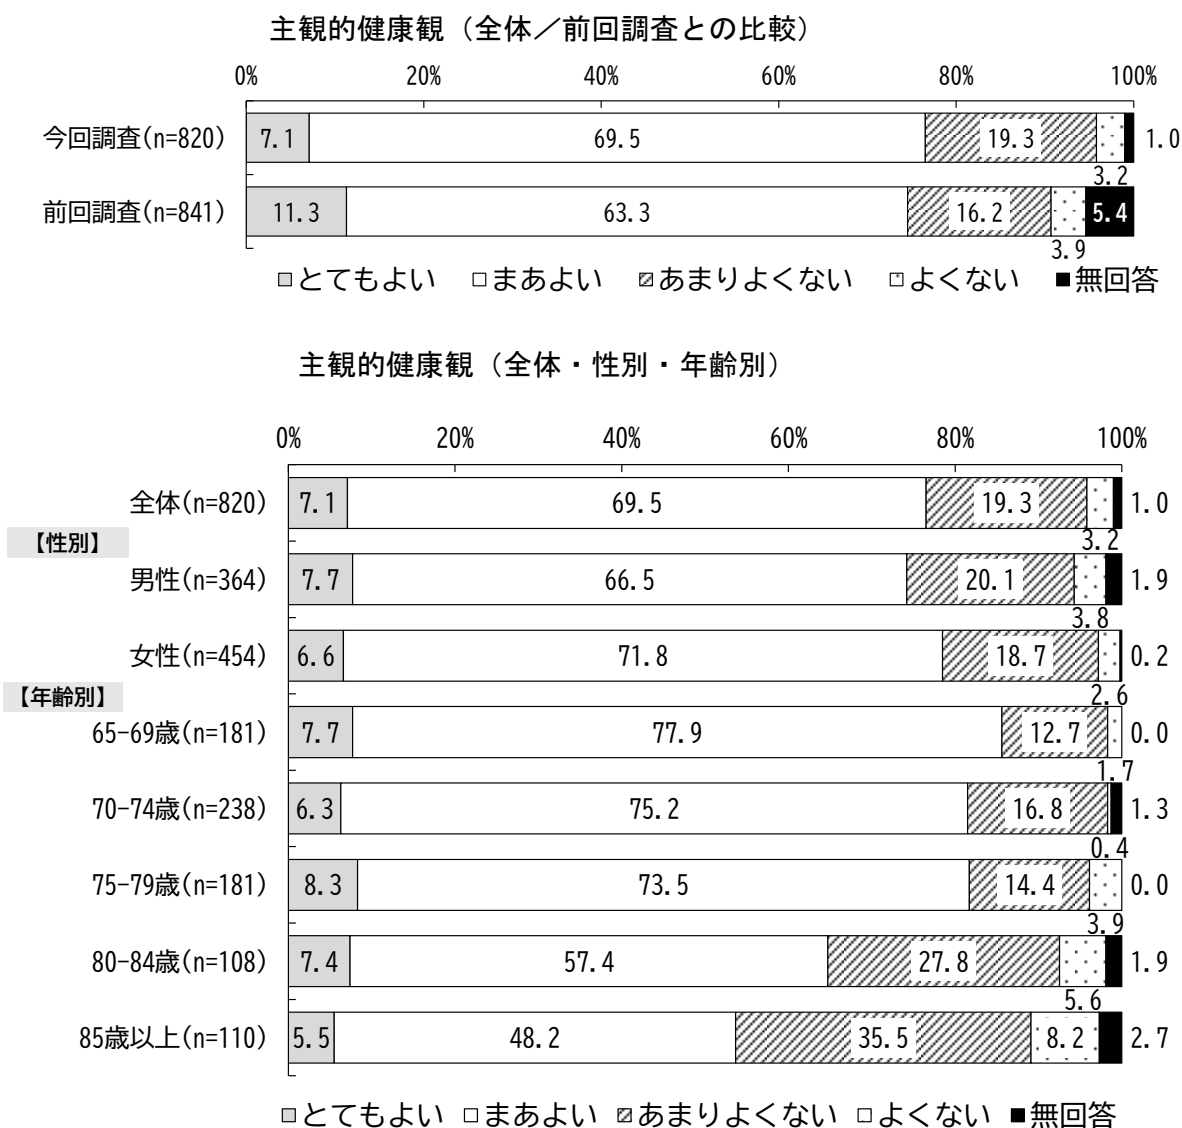 主観的健康観（全体／前回調査との比較）
0% 20% 40% 60% 80% 100%
今回調査(n=820) 7.1 69.5 19.3 1.0
3.2
前回調査(n=841) 11.3 63.3 16.2 5.4
3.9
とてもよい まあよい あまりよくない よくない 無回答
主観的健康観（全体・性別・年齢別）
0% 20% 40% 60% 80% 100%
全体(n=820) 7.1 69.5 19.3 1.0
【性別】 3.2
男性(n=364) 7.7 66.5 20.1 1.9
3.8
女性(n=454) 6.6 71.8 18.7 0.2
【年齢別】 2.6
65-69歳(n=181) 7.7 77.9 12.7 0.0
1.7
70-74歳(n=238) 6.3 75.2 16.8 1.3
0.4
75-79歳(n=181) 8.3 73.5 14.4 0.0
3.9
80-84歳(n=108) 7.4 57.4 27.8 1.9
5.6
85歳以上(n=110) 5.5 48.2 35.5 8.2 2.7
とてもよい まあよい あまりよくない よくない 無回答